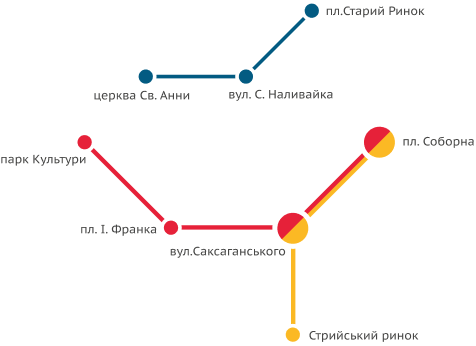 пл.Старий Ринок
церква Св. Анни
вул. С. Наливайка
пл. Соборна
парк Культури
пл. І. Франка
вул.Саксаганського
Стрийський ринок